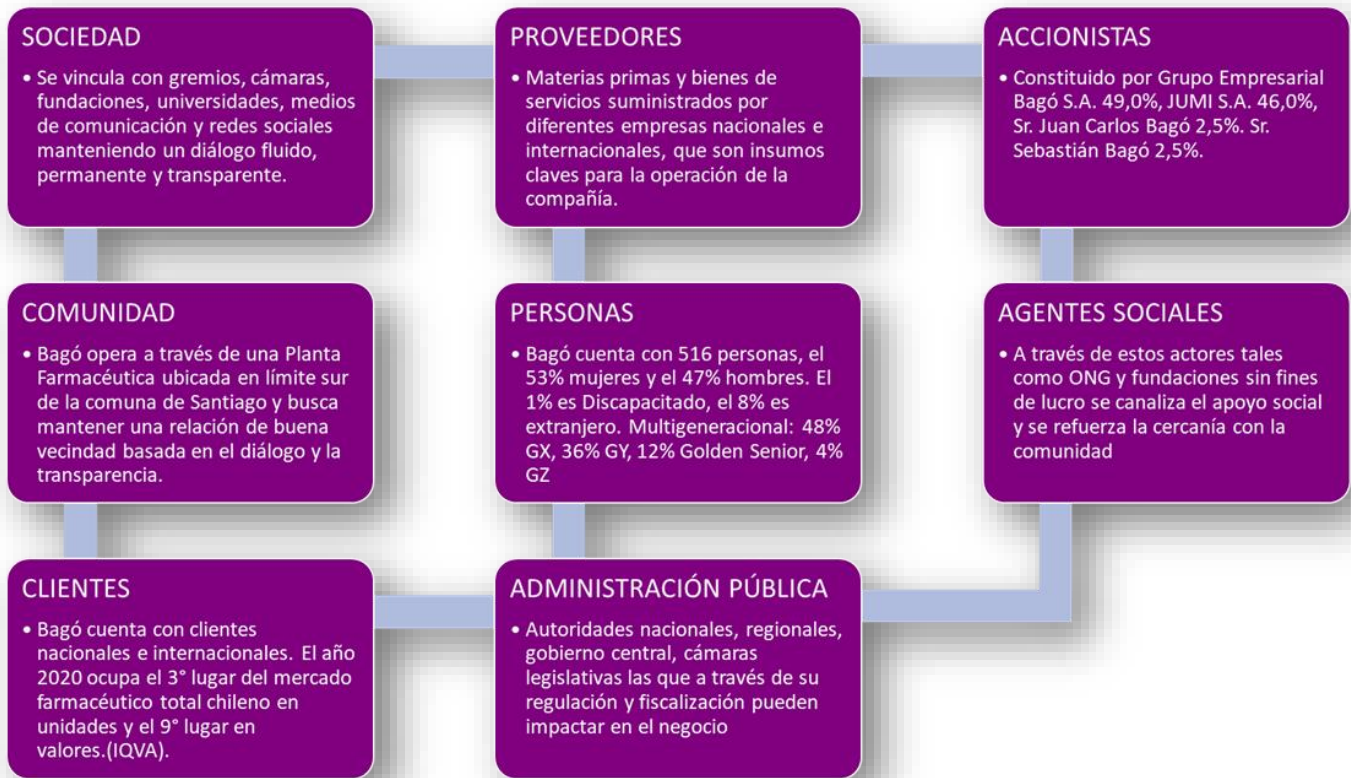 SOCIEDAD
• Se vincula con gremios, cámaras,
fundaciones, universidades, medios
de comunicación y redes sociales
manteniendo un diálogo fluido,
permanente y transparente.
PROVEEDORES
• Materias primas y bienes de
servicios suministrados por
diferentes empresas nacionales e
internacionales, que son insumos
claves para la operación de la
compañía.
ACCIONISTAS
• Constituido por Grupo Empresarial
Bagó S.A. 49,0%, JUMI S.A. 46,0%,
Sr. Juan Carlos Bagó 2,5%. Sr.
Sebastián Bagó 2,5%.
COMUNIDAD
• Bagó opera a través de una Planta
Farmacéutica ubicada en límite sur
de la comuna de Santiago y busca
mantener una relación de buena
vecindad basada en el diálogo y la
transparencia.
PERSONAS
• Bagó cuenta con 516 personas, el
53% mujeres y el 47% hombres. El
1% es Discapacitado, el 8% es
extranjero. Multigeneracional: 48%
GX, 36% GY, 12% Golden Senior, 4%
GZ
AGENTES SOCIALES
• A través de estos actores tales
como ONG y fundaciones sin fines
de lucro se canaliza el apoyo social
y se refuerza la cercanía con la
comunidad
CLIENTES
• Bagó cuenta con clientes
nacionales e internacionales. El año
2020 ocupa el 3° lugar del mercado
farmacéutico total chileno en
unidades y el 9° lugar en
valores.(IQVA).
ADMINISTRACIÓN PÚBLICA
• Autoridades nacionales, regionales,
gobierno central, cámaras
legislativas las que a través de su
regulación y fiscalización pueden
impactar en el negocio